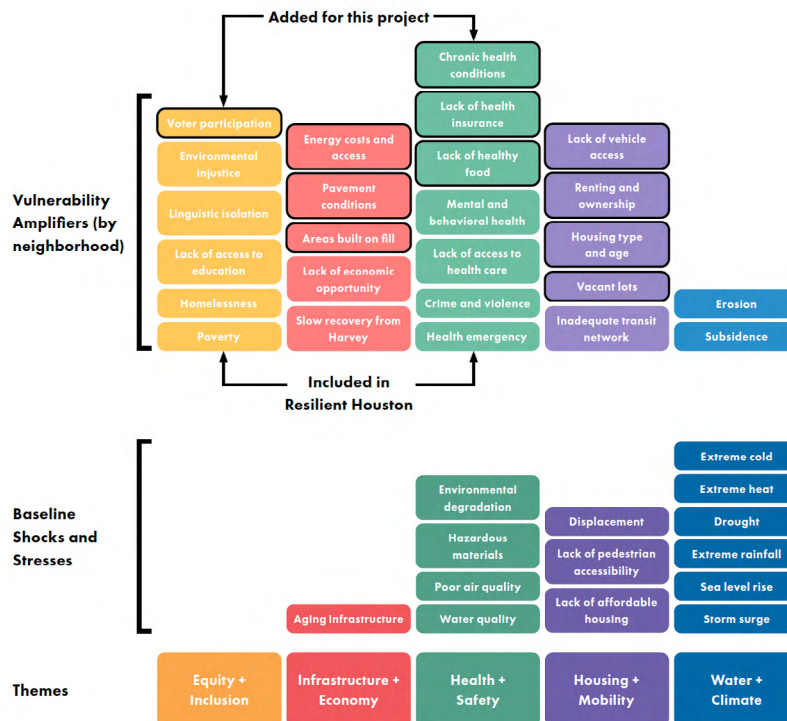 Added for this project
Vulnerability
Amplifiers (by
neighborhood)
Voter participation
Environmental
injustice
Linguistic isolation
Lack of access to
education
Homelessness
Poverty
Energy costs and
access
Pavement
conditions
Areas built on fill
Lack of economic
opportunity
Slow recovery from
Harvey
Chronic health
conditions
Lack of health
insurance
Lack of healthy
food
Mental and
behavioral health
Lack of access to
health care
Crime and violence
Health emergency
Lack of vehicle
access
Renting and
ownership
Housing type
and age
Vacant lots
Inadequate transit
network
Erosion
Subsidence
Included in
Resilient Houston
Baseline
Shocks and
Stresses
Aging Infrastructure
Environmental
degradation
Hazardous
materials
Poor air quality
Water quality
Displacement
Lack of pedestrian
accessibility
Lack of affordable
housing
Extreme cold
Extreme heat
Drought
Extreme rainfall
Sea level rise
Storm surge
Themes
Equity +
Inclusion
Infrastructure +
Economy
Health +
Safety
Housing +
Mobility
Water +
Climate